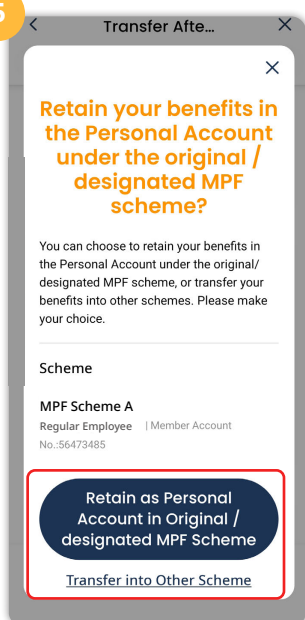 Transfer Afte...
Retain your benefits in
the Personal Account
under the original /
designated MPF
scheme?
You can choose to retain your benefits in
the Personal Account under the original/
designated MPF scheme, or transfer your
benefits into other schemes. Please make
your choice.
Scheme
MPF Scheme A
Regular Employee | Member Account
No.:56473485
Retain as Personal
Account in Original /
designated MPF Scheme
Transfer into Other Scheme